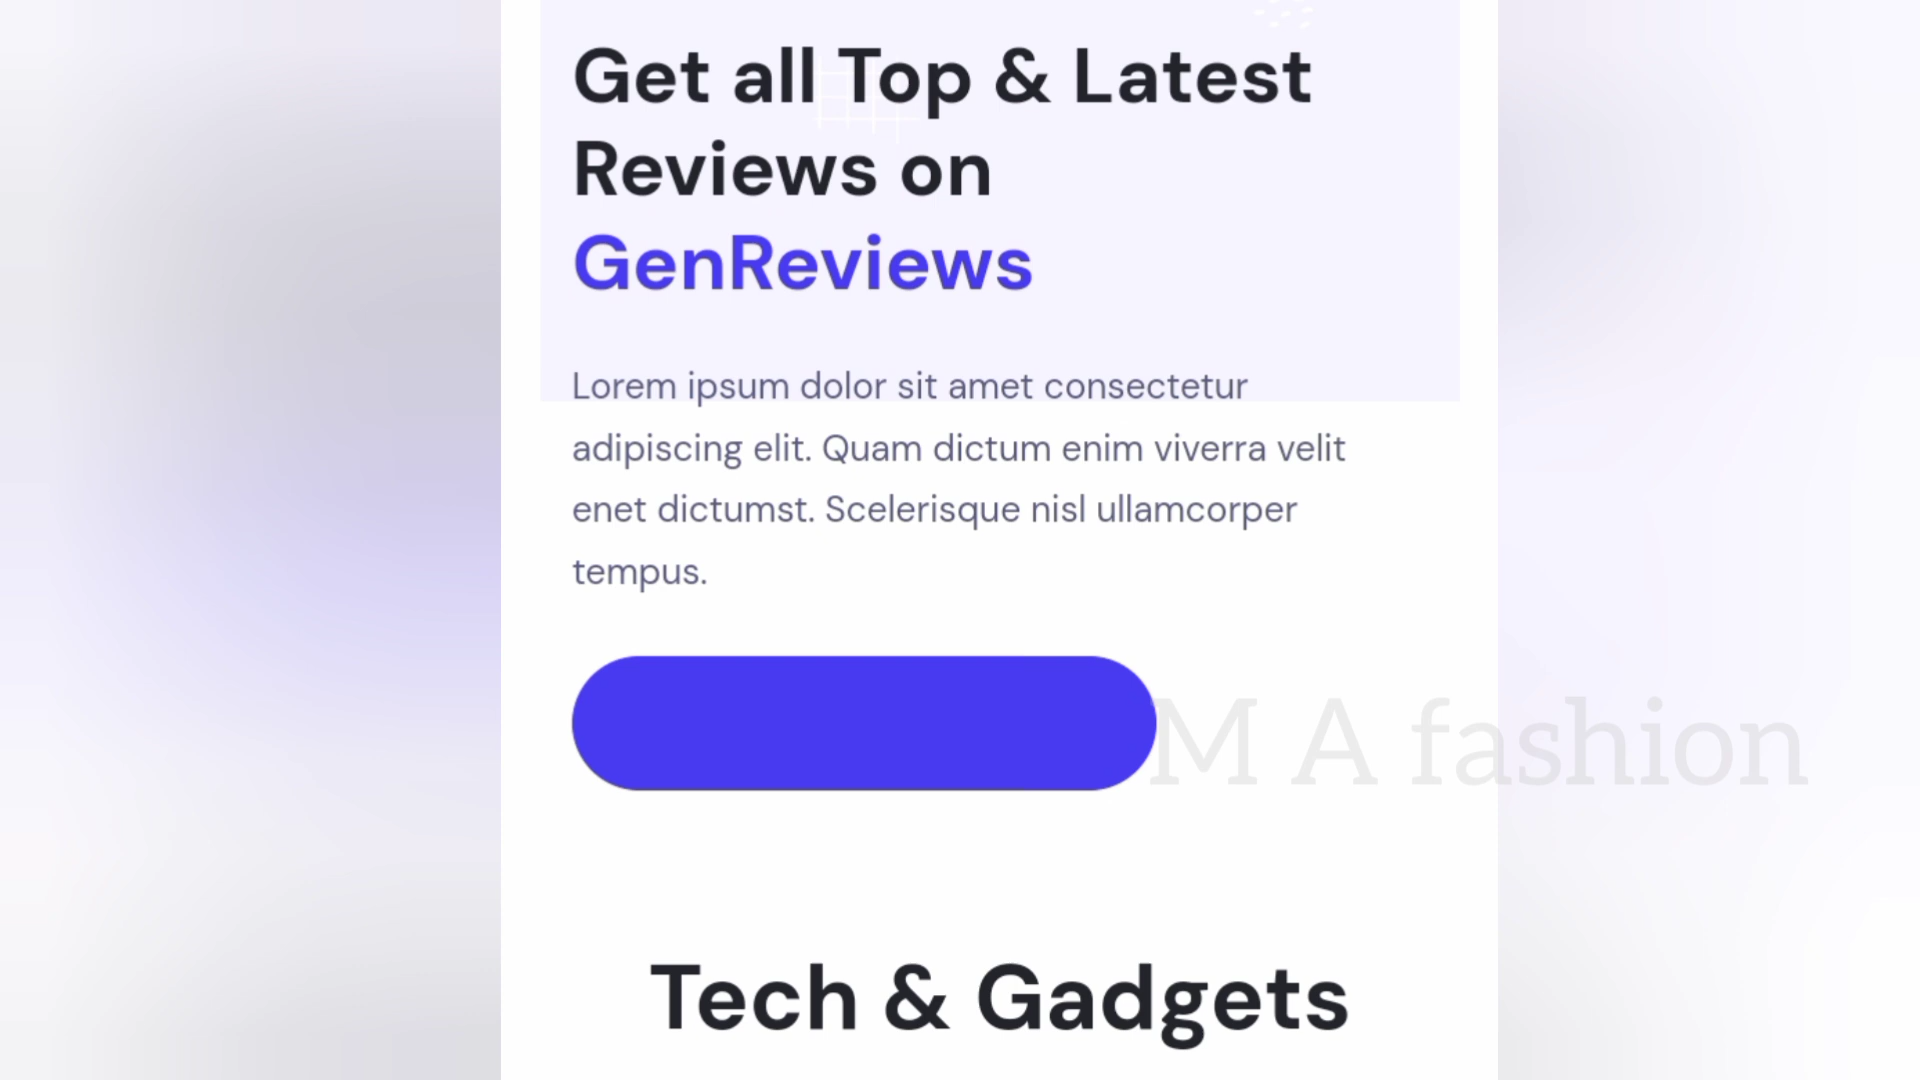 Get all Top & Latest
Reviews on
GenReviews
Lorem ipsum dolor sit amet consectetur
adipiscing elit. Quam dictum enim viverra velit
enet dictumst. Scelerisque nisl ullamcorper
tempus.
M A fashion
Tech & Gadgets